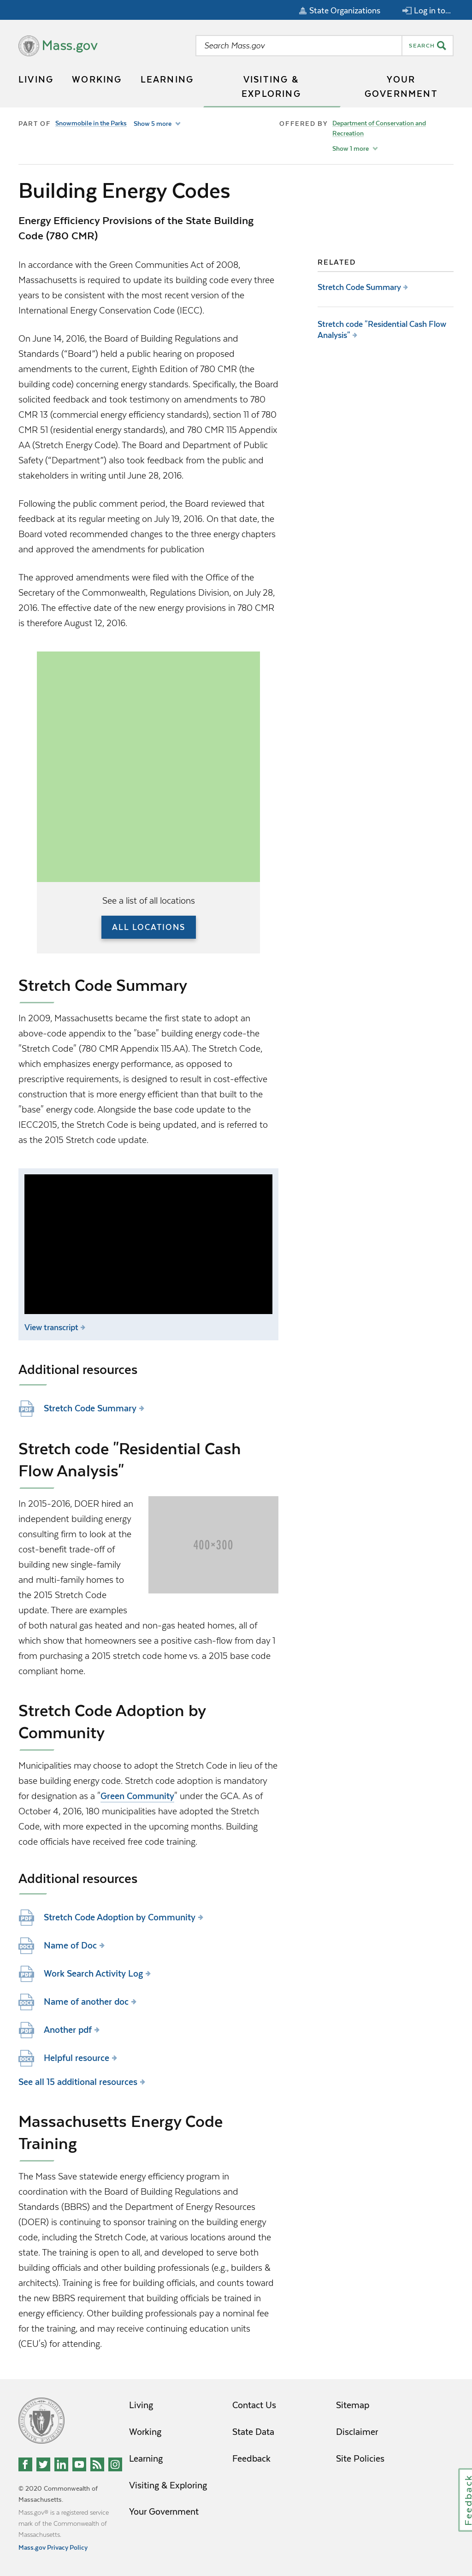 State Organizations
Log in to...
Mass.gov
Search Mass.gov
SEARCH
LIVING
WORKING
LEARNING
VISITING &
EXPLORING
YOUR
GOVERNMENT
PART OF
Snowmobile in the Parks
Show 5 more
OFFERED BY
Department of Conservation and
Recreation
Show 1 more
Building Energy Codes
Energy Efficiency Provisions of the State Building
Code (780 CMR)
In accordance with the Green Communities Act of 2008,
Massachusetts is required to update its building code every three
years to be consistent with the most recent version of the
International Energy Conservation Code (IECC).
On June 14, 2016, the Board of Building Regulations and
Standards ("Board") held a public hearing on proposed
amendments to the current, Eighth Edition of 780 CMR (the
building code) concerning energy standards. Specifically, the Board
solicited feedback and took testimony on amendments to 780
CMR 13 (commercial energy efficiency standards), section 11 of 780
CMR 51 (residential energy standards), and 780 CMR 115 Appendix
AA (Stretch Energy Code). The Board and Department of Public
Safety ("Department") also took feedback from the public and
stakeholders in writing until June 28, 2016.
Following the public comment period, the Board reviewed that
feedback at its regular meeting on July 19, 2016. On that date, the
Board voted recommended changes to the three energy chapters
and approved the amendments for publication
The approved amendments were filed with the Office of the
Secretary of the Commonwealth, Regulations Division, on July 28,
2016. The effective date of the new energy provisions in 780 CMR
is therefore August 12, 2016.
RELATED
Stretch Code Summary
Stretch code "Residential Cash Flow
Analysis"
See a list of all locations
ALL LOCATIONS
Stretch Code Summary
In 2009, Massachusetts became the first state to adopt an
above-code appendix to the "base" building energy code-the
"Stretch Code" (780 CMR Appendix 115.AA). The Stretch Code,
which emphasizes energy performance, as opposed to
prescriptive requirements, is designed to result in cost-effective
construction that is more energy efficient than that built to the
"base" energy code. Alongside the base code update to the
IECC2015, the Stretch Code is being updated, and is referred to
as the 2015 Stretch code update.
View transcript
Additional resources
PDF
Stretch Code Summary
Stretch code "Residential Cash
Flow Analysis"
In 2015-2016, DOER hired an
independent building energy
consulting firm to look at the
cost-benefit trade-off of
building new single-family
and multi-family homes to
the 2015 Stretch Code
update. There are examples
of both natural gas heated and non-gas heated homes, all of
which show that homeowners see a positive cash-flow from day 1
from purchasing a 2015 stretch code home vs. a 2015 base code
compliant home.
400×300
Stretch Code Adoption by
Community
Municipalities may choose to adopt the Stretch Code in lieu of the
base building energy code. Stretch code adoption is mandatory
for designation as a "Green Community" under the GCA. As of
October 4, 2016, 180 municipalities have adopted the Stretch
Code, with more expected in the upcoming months. Building
code officials have received free code training.
Additional resources
PDF
Stretch Code Adoption by Community
DOCX
Name of Doc
PDF
Work Search Activity Log
DOCX
Name of another doc
PDF
Another pdf
DOCX
Helpful resource
See all 15 additional resources
Massachusetts Energy Code
Training
The Mass Save statewide energy efficiency program in
coordination with the Board of Building Regulations and
Standards (BBRS) and the Department of Energy Resources
(DOER) is continuing to sponsor training on the building energy
code, including the Stretch Code, at various locations around the
state. The training is open to all, and developed to serve both
building officials and other building professionals (e.g., builders &
architects). Training is free for building officials, and counts toward
the new BBRS requirement that building officials be trained in
energy efficiency. Other building professionals pay a nominal fee
for the training, and may receive continuing education units
(CEU's) for attending.
Living
Working
Learning
Visiting & Exploring
Your Government
Contact Us
State Data
Feedback
Sitemap
Disclaimer
Site Policies
© 2020 Commonwealth of
Massachusetts.
Mass.gov® is a registered service
mark of the Commonwealth of
Massachusetts.
Mass.gov Privacy Policy
Feedback